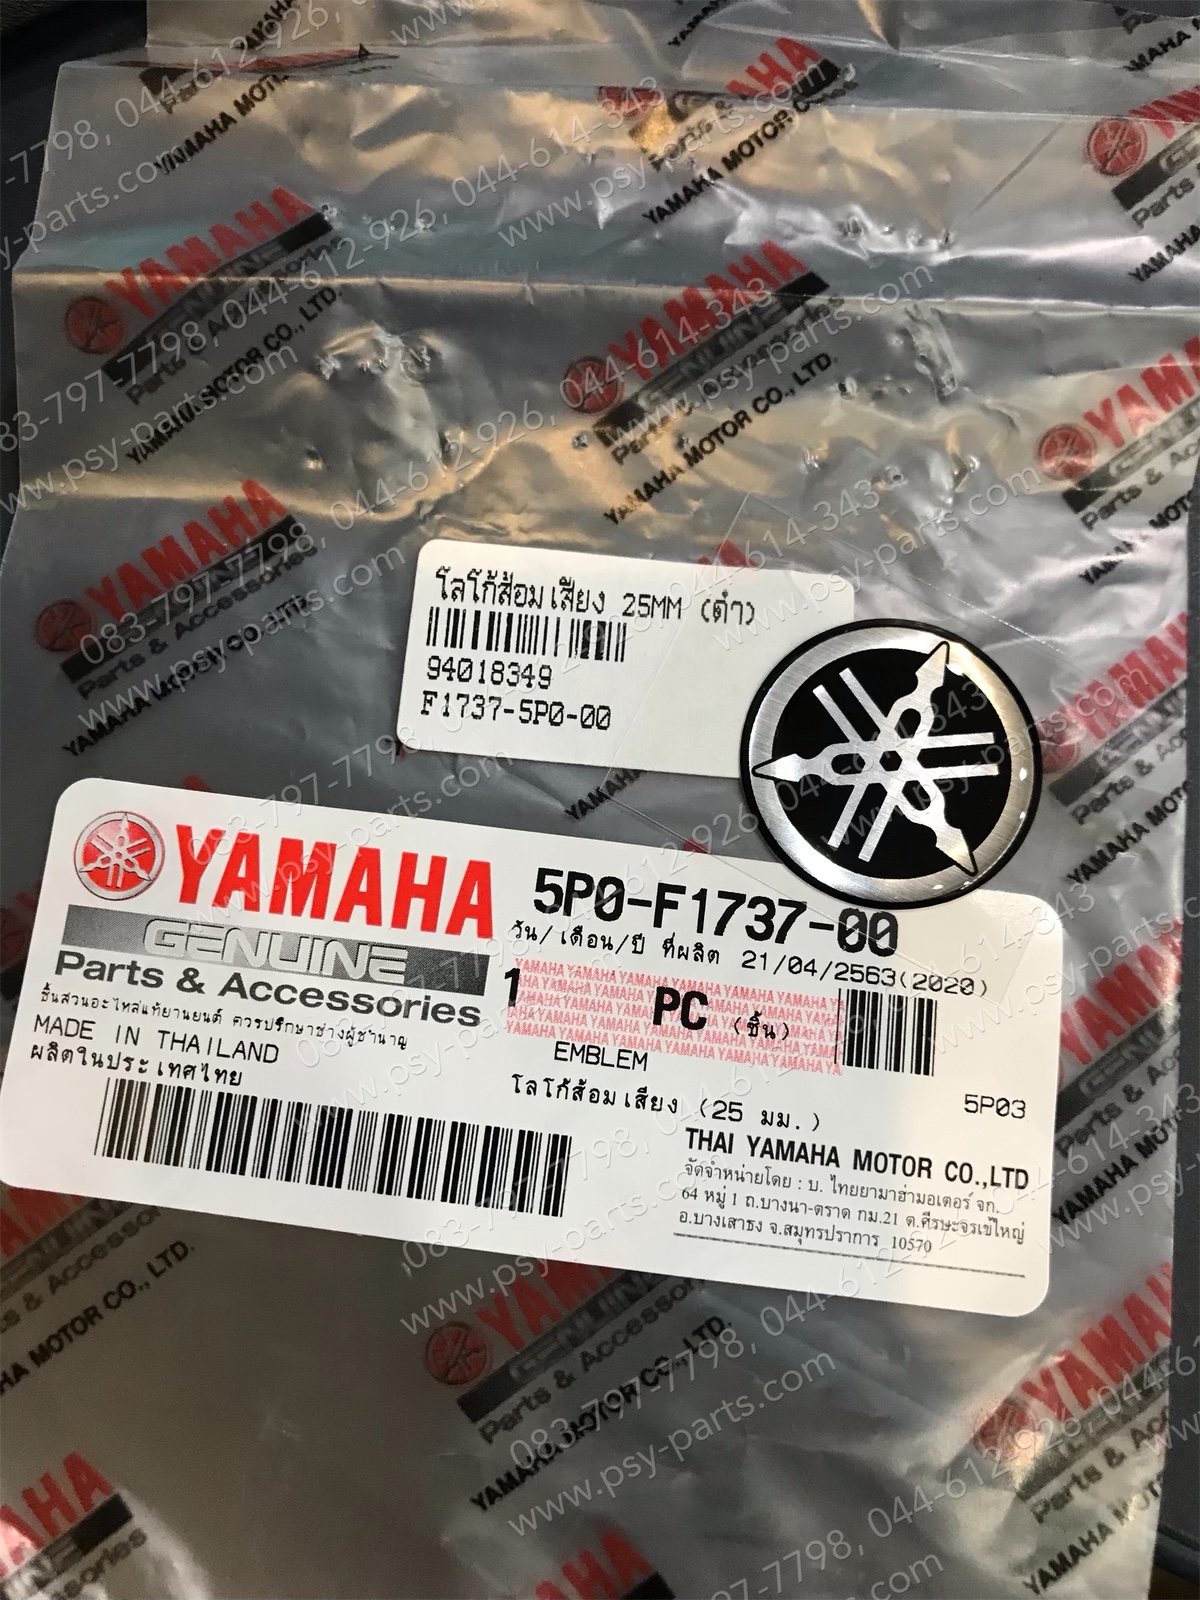 โลโก้ส้อมเสียง 25MM (ดำ)
94018349
F1737-5P0-00
YAMAHA
GENUINE
Parts & Accessories
ชิ้นส่วนอะไหล่แท้ยานยนต์ ควรปรึกษาช่างผู้ชำนาญ
MADE IN THAILAND
ผลิตในประเทศไทย
5P0-F1737-00
วัน/เดือน/ปี ที่ผลิต 21/04/2563(2020)
1 PC (ชิ้น)
EMBLEM
โลโก้ส้อมเสียง (25 มม.)
5P03
THAI YAMAHA MOTOR CO.,LTD
จัดจำหน่ายโดย : บ. ไทยยามาฮ่ามอเตอร์ จก.
64 หมู่ 1 ถ.บางนา-ตราด กม.21 ต.ศีรษะจรเข้ใหญ่
อ.บางเสาธง จ.สมุทรปราการ 10570
YAMAHA
GENUINE
Parts & Accessories
YAMAHA MOTOR CO., LTD.
083-797-7798, 044-612-926, 044-614-343
www.psy-parts.com